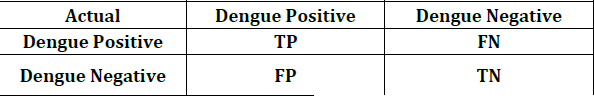 Actual Dengue Positive Dengue Negative
Dengue Positive TP FN
Dengue Negative FP TN